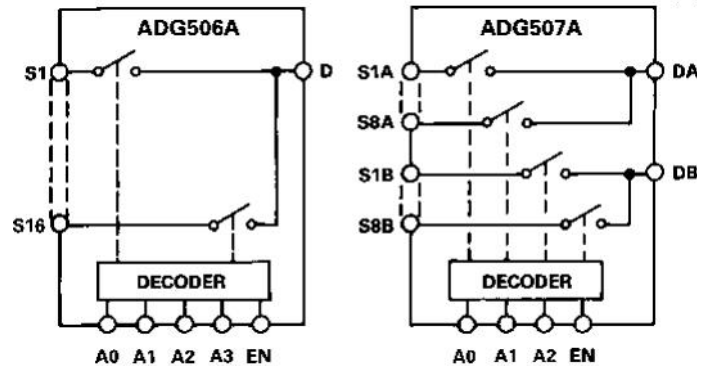 ADG506A
S1
D
S16
DECODER
A0 A1 A2 A3 EN
ADG507A
S1A
DA
S8A
S1B
DB
S8B
DECODER
A0 A1 A2 EN